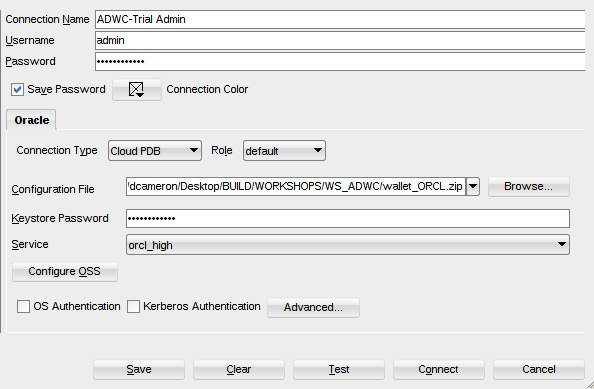 Connection Name ADWC-Trial Admin
Username admin
Password ••••••••••••
Save Password Connection Color
Oracle
Connection Type Cloud PDB Role default
Configuration File dcameron/Desktop/BUILD/WORKSHOPS/WS_ADWC/wallet_ORCL.zip Browse...
Keystore Password ••••••••••••
Service orcl_high
Configure OSS
OS Authentication Kerberos Authentication Advanced...
Save Clear Test Connect Cancel